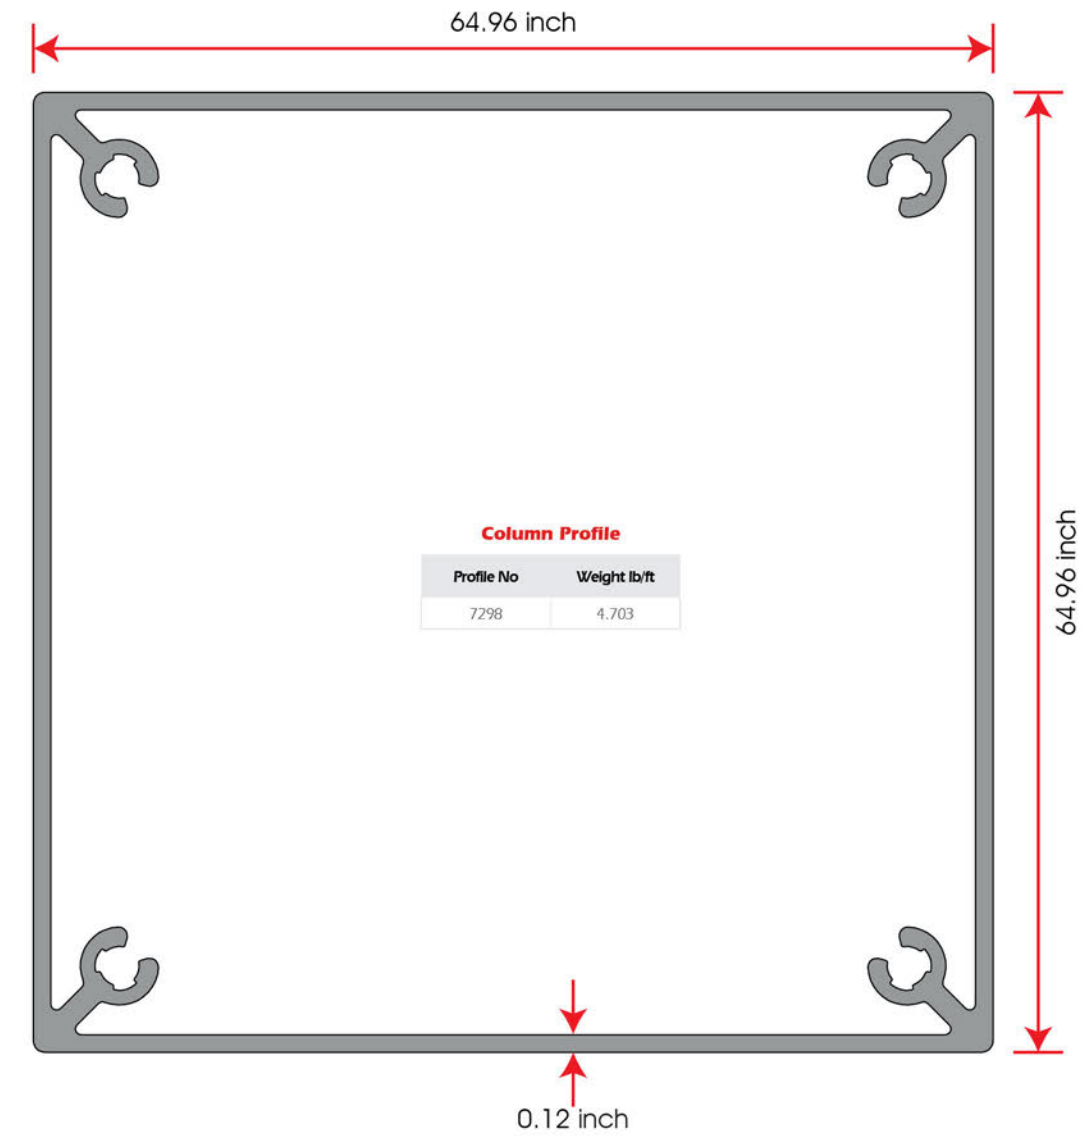 64.96 inch
64.96 inch
Column Profile
Profile No Weight lb/ft
7298 4.703
0.12 inch